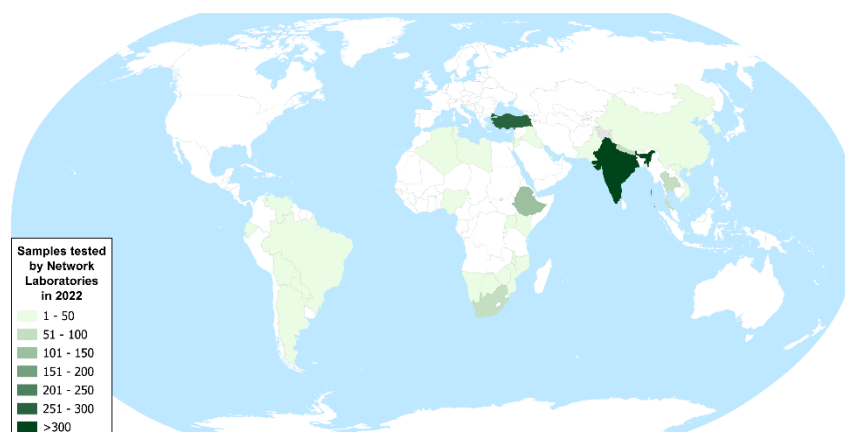 Samples tested
by Network
Laboratories
in 2022
1 - 50
51 - 100
101 - 150
151 - 200
201 - 250
251 - 300
>300